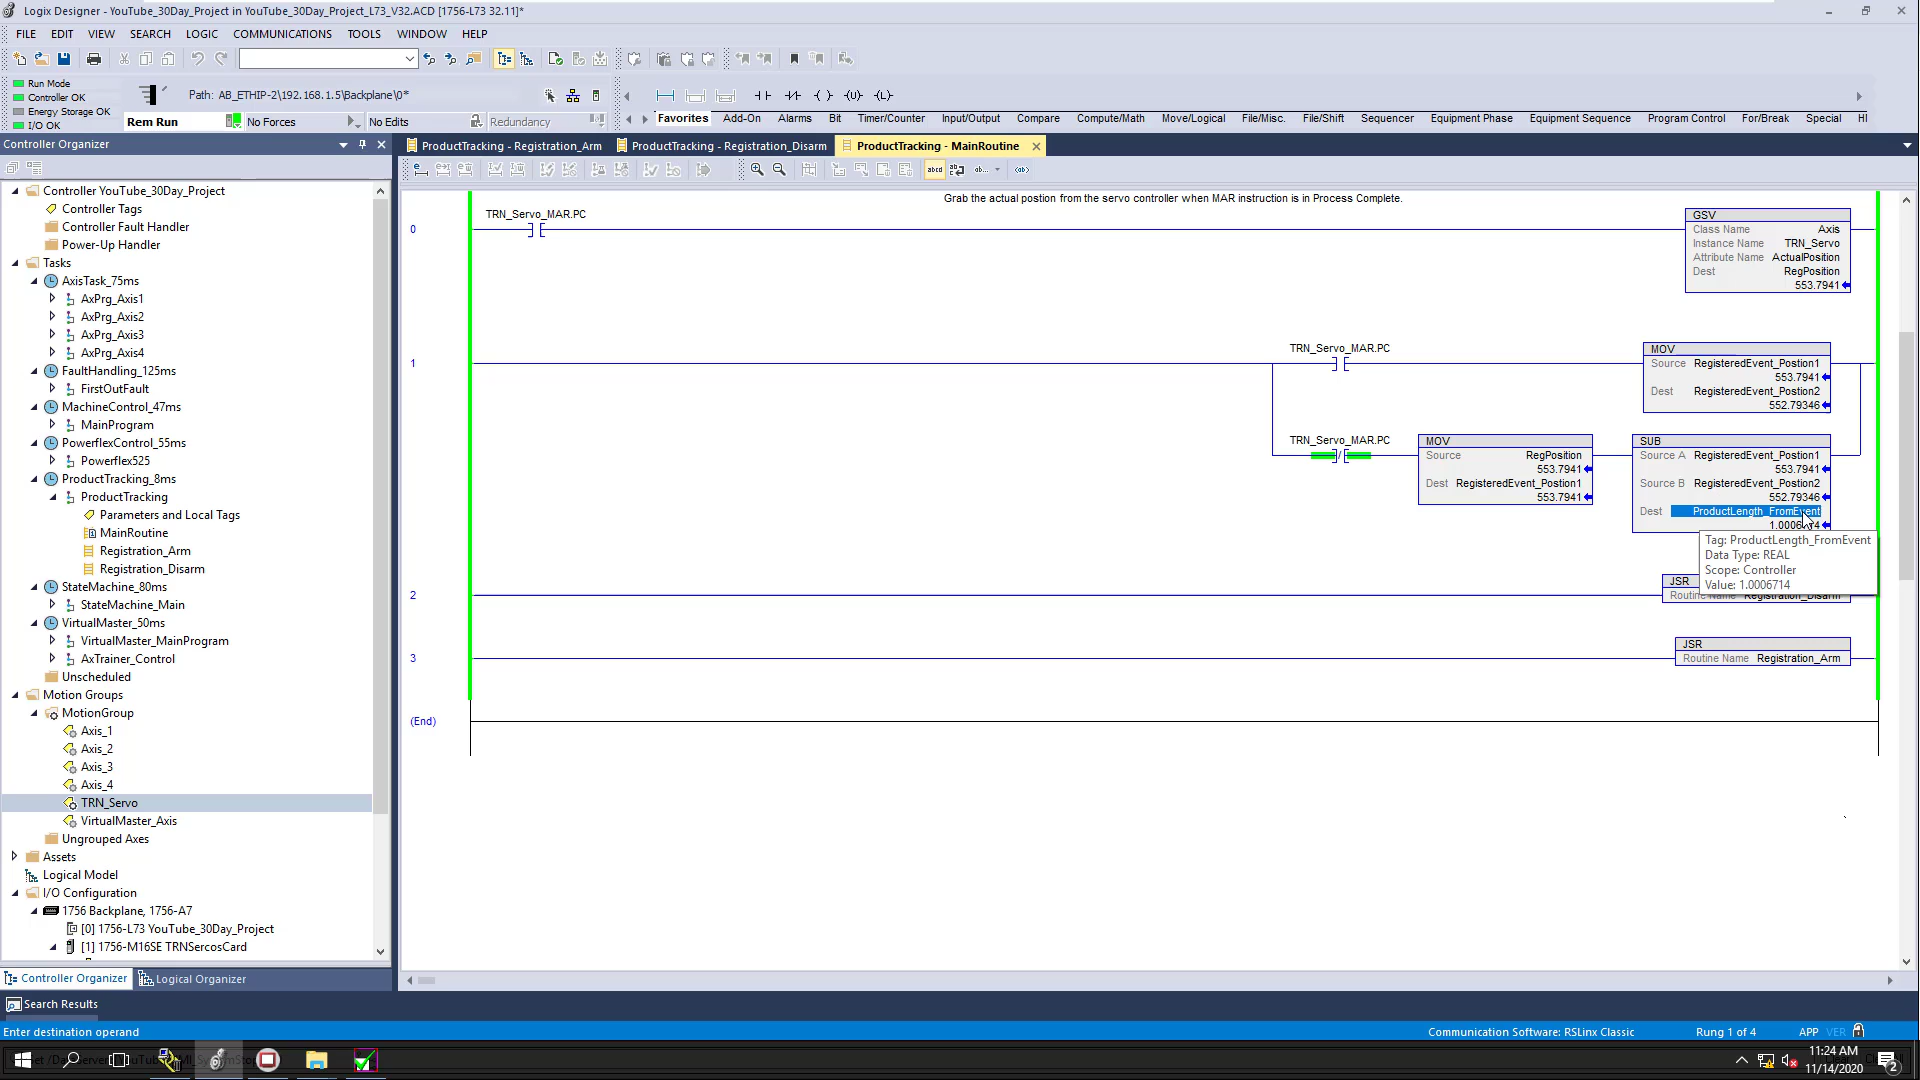 Logix Designer - YouTube_30Day_Project in YouTube_30Day_Project_L73_V32.ACD [1756-L73 32.11]*
FILE EDIT VIEW SEARCH LOGIC COMMUNICATIONS TOOLS WINDOW HELP
Run Mode
Controller OK
Energy Storage OK
I/O OK
Path: AB_ETHIP-2\192.168.1.5\Backplane\0*
Rem Run No Forces No Edits Redundancy
Favorites Add-On Alarms Bit Timer/Counter Input/Output Compare Compute/Math Move/Logical File/Misc. File/Shift Sequencer Equipment Phase Equipment Sequence Program Control For/Break Special HI
Controller Organizer
ProductTracking - Registration_Arm ProductTracking - Registration_Disarm ProductTracking - MainRoutine
Controller YouTube_30Day_Project
Controller Tags
Controller Fault Handler
Power-Up Handler
Tasks
AxisTask_75ms
AxPrg_Axis1
AxPrg_Axis2
AxPrg_Axis3
AxPrg_Axis4
FaultHandling_125ms
FirstOutFault
MachineControl_47ms
MainProgram
PowerflexControl_55ms
Powerflex525
ProductTracking_8ms
ProductTracking
Parameters and Local Tags
MainRoutine
Registration_Arm
Registration_Disarm
StateMachine_80ms
StateMachine_Main
VirtualMaster_50ms
VirtualMaster_MainProgram
AxTrainer_Control
Unscheduled
Motion Groups
MotionGroup
Axis_1
Axis_2
Axis_3
Axis_4
TRN_Servo
VirtualMaster_Axis
Ungrouped Axes
Assets
Logical Model
I/O Configuration
1756 Backplane, 1756-A7
[0] 1756-L73 YouTube_30Day_Project
[1] 1756-M16SE TRNSercosCard
Controller Organizer Logical Organizer
Search Results
Grab the actual postion from the servo controller when MAR instruction is in Process Complete.
0
TRN_Servo_MAR.PC
GSV
Class Name Axis
Instance Name TRN_Servo
Attribute Name ActualPosition
Dest RegPosition
553.7941
1
TRN_Servo_MAR.PC
MOV
Source RegisteredEvent_Postion1
553.7941
Dest RegisteredEvent_Postion2
552.79346
TRN_Servo_MAR.PC
MOV
Source RegPosition
553.7941
Dest RegisteredEvent_Postion1
553.7941
SUB
Source A RegisteredEvent_Postion1
553.7941
Source B RegisteredEvent_Postion2
552.79346
Dest ProductLength_FromEvent
1.0006714
Tag: ProductLength_FromEvent
Data Type: REAL
Scope: Controller
Value: 1.0006714
2
JSR
Routine Name Registration_Disarm
3
JSR
Routine Name Registration_Arm
(End)
Enter destination operand
Communication Software: RSLinx Classic Rung 1 of 4 APP VER
11:24 AM
11/14/2020
2